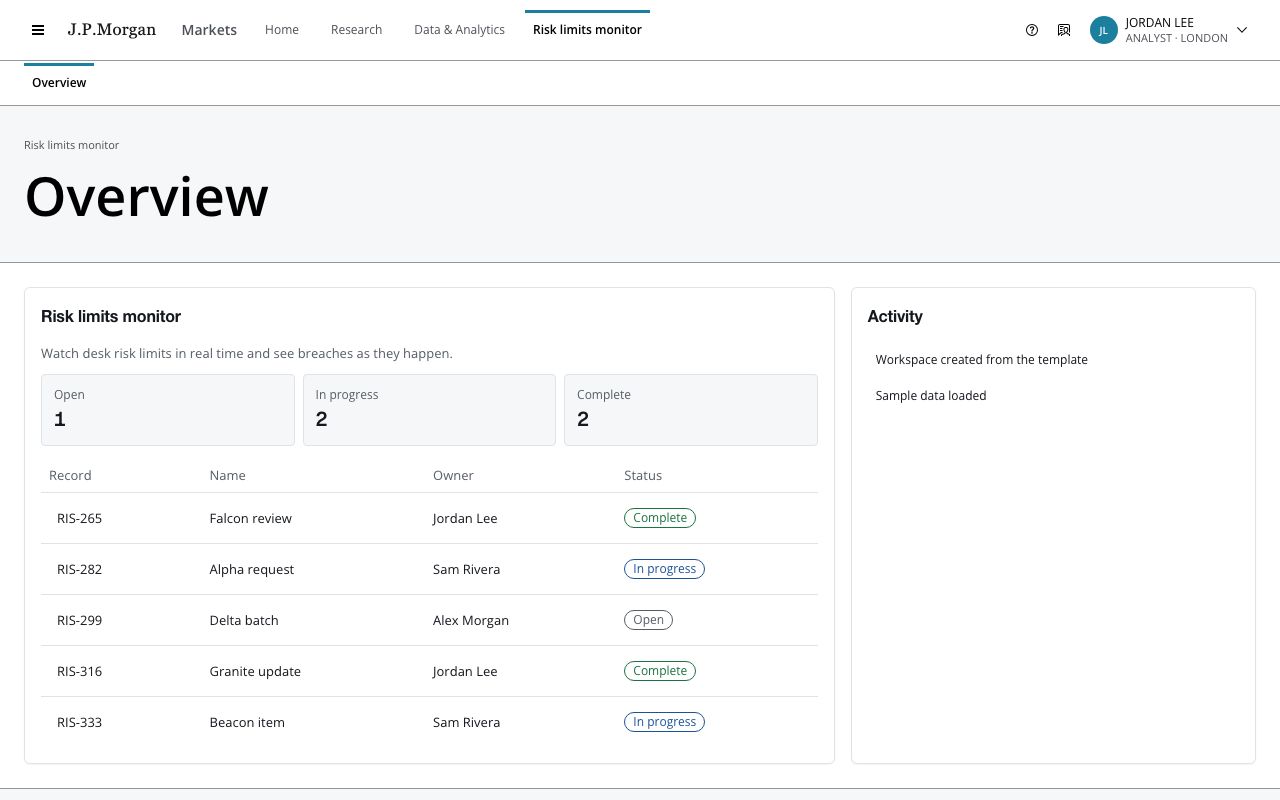 J.P.Morgan Markets Home Research Data & Analytics Risk limits monitor JL JORDAN LEE
ANALYST · LONDON
Overview
Risk limits monitor
Overview
Risk limits monitor
Watch desk risk limits in real time and see breaches as they happen.
Open In progress Complete
1 2 2
Record Name Owner Status
RIS-265 Falcon review Jordan Lee Complete
RIS-282 Alpha request Sam Rivera In progress
RIS-299 Delta batch Alex Morgan Open
RIS-316 Granite update Jordan Lee Complete
RIS-333 Beacon item Sam Rivera In progress
Activity
Workspace created from the template
Sample data loaded